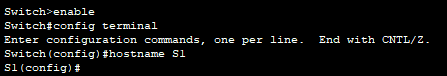 Switch>enable
Switch#config terminal
Enter configuration commands, one per line.  End with CNTL/Z.
Switch(config)#hostname S1
S1(config)#